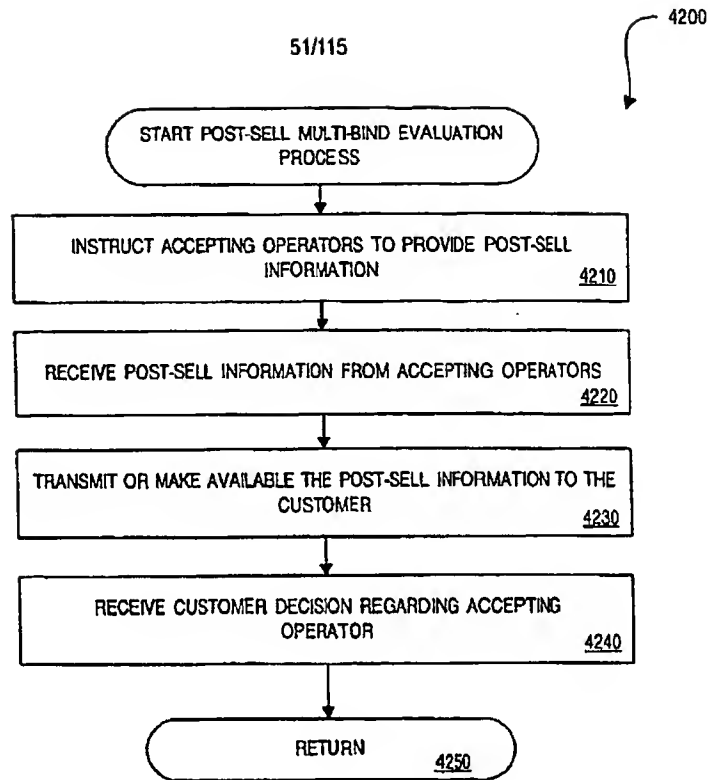 4200
51/115
START POST-SELL MULTI-BIND EVALUATION
PROCESS
INSTRUCT ACCEPTING OPERATORS TO PROVIDE POST-SELL
INFORMATION
4210
RECEIVE POST-SELL INFORMATION FROM ACCEPTING OPERATORS
4220
TRANSMIT OR MAKE AVAILABLE THE POST-SELL INFORMATION TO THE
CUSTOMER
4230
RECEIVE CUSTOMER DECISION REGARDING ACCEPTING
OPERATOR
4240
RETURN
4250